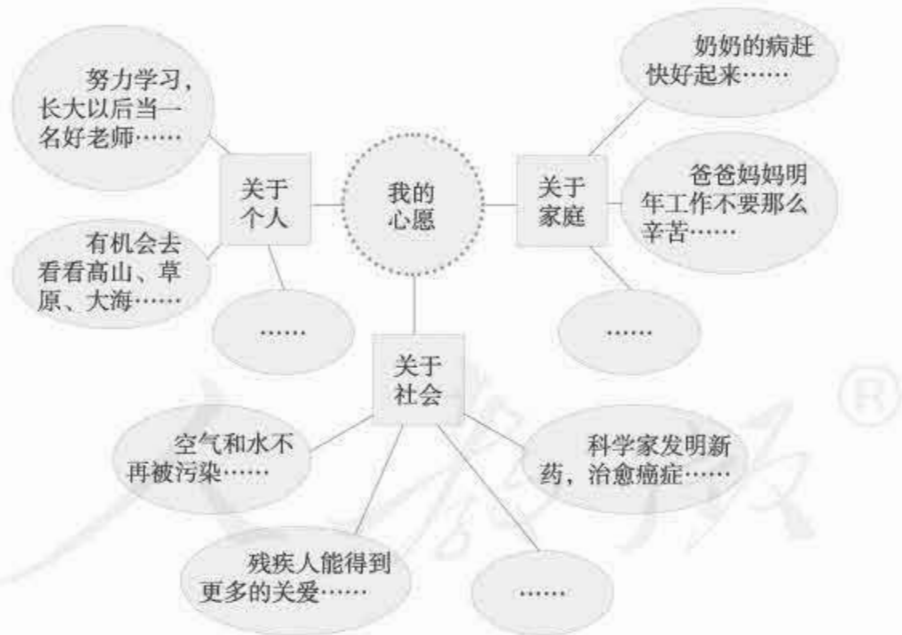 努力学习，
长大以后当一
名好老师……
有机会去
看看高山、草
原、大海……
……
关于
个人
我的
心愿
关于
家庭
奶奶的病赶
快好起来……
爸爸妈妈明
年工作不要那么
辛苦……
……
关于
社会
空气和水不
再被污染……
残疾人能得到
更多的关爱……
……
科学家发明新
药，治愈癌症……
人教版
®